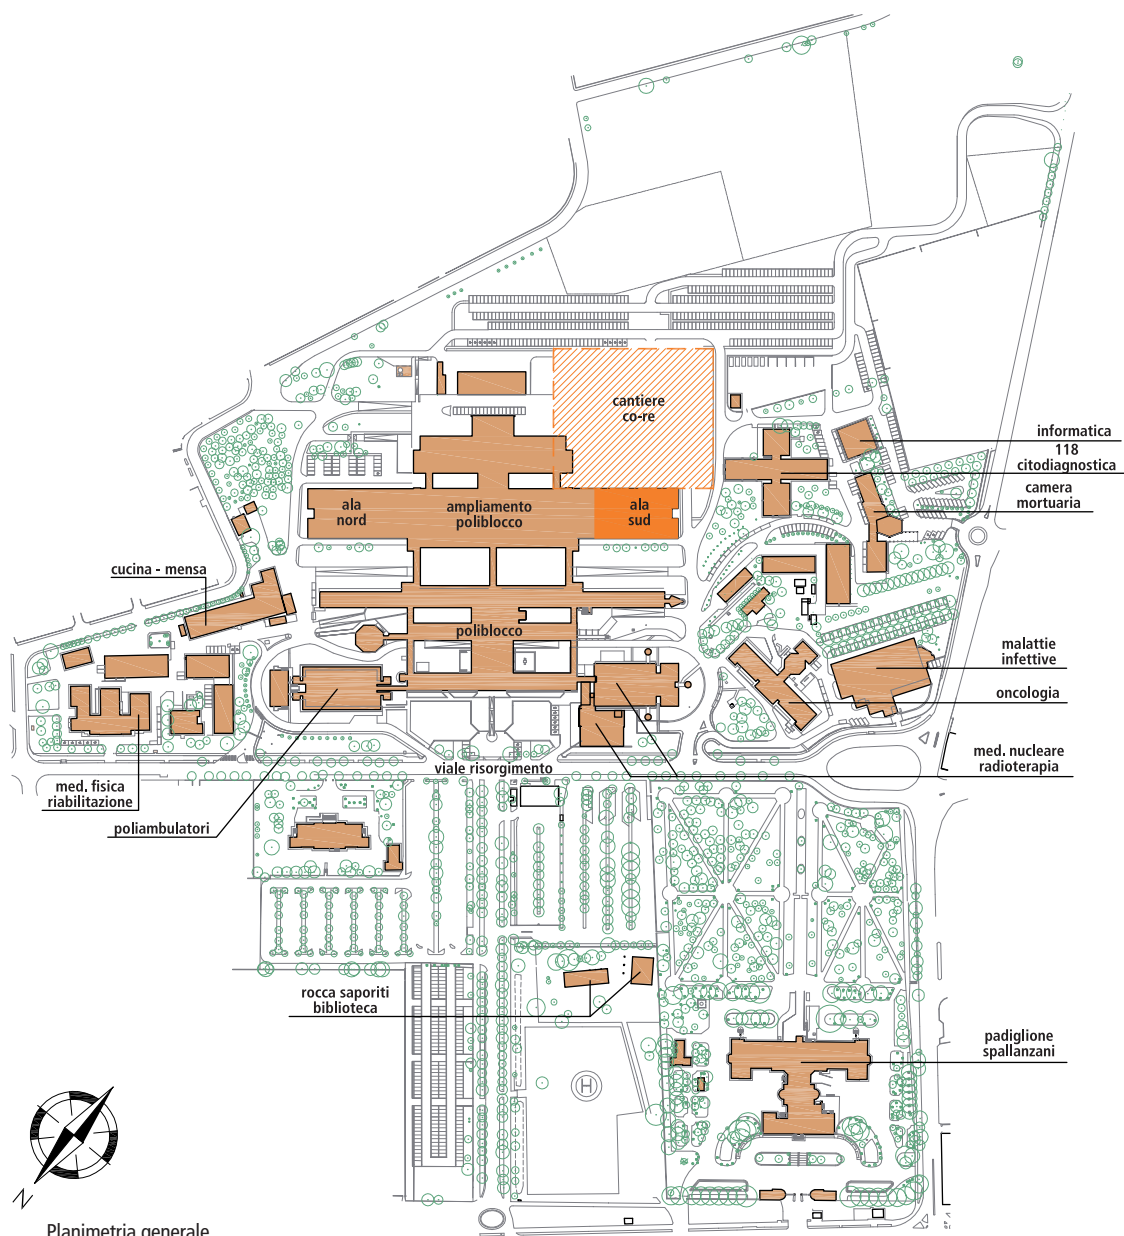 cantiere
co-re
informatica
118
citodiagnostica
camera
mortuaria
ala
nord
ampliamento
poliblocco
ala
sud
cucina - mensa
poliblocco
malattie
infettive
oncologia
med. nucleare
radioterapia
viale risorgimento
med. fisica
riabilitazione
poliambulatori
rocca saporiti
biblioteca
padiglione
spallanzani
H
N
Planimetria generale